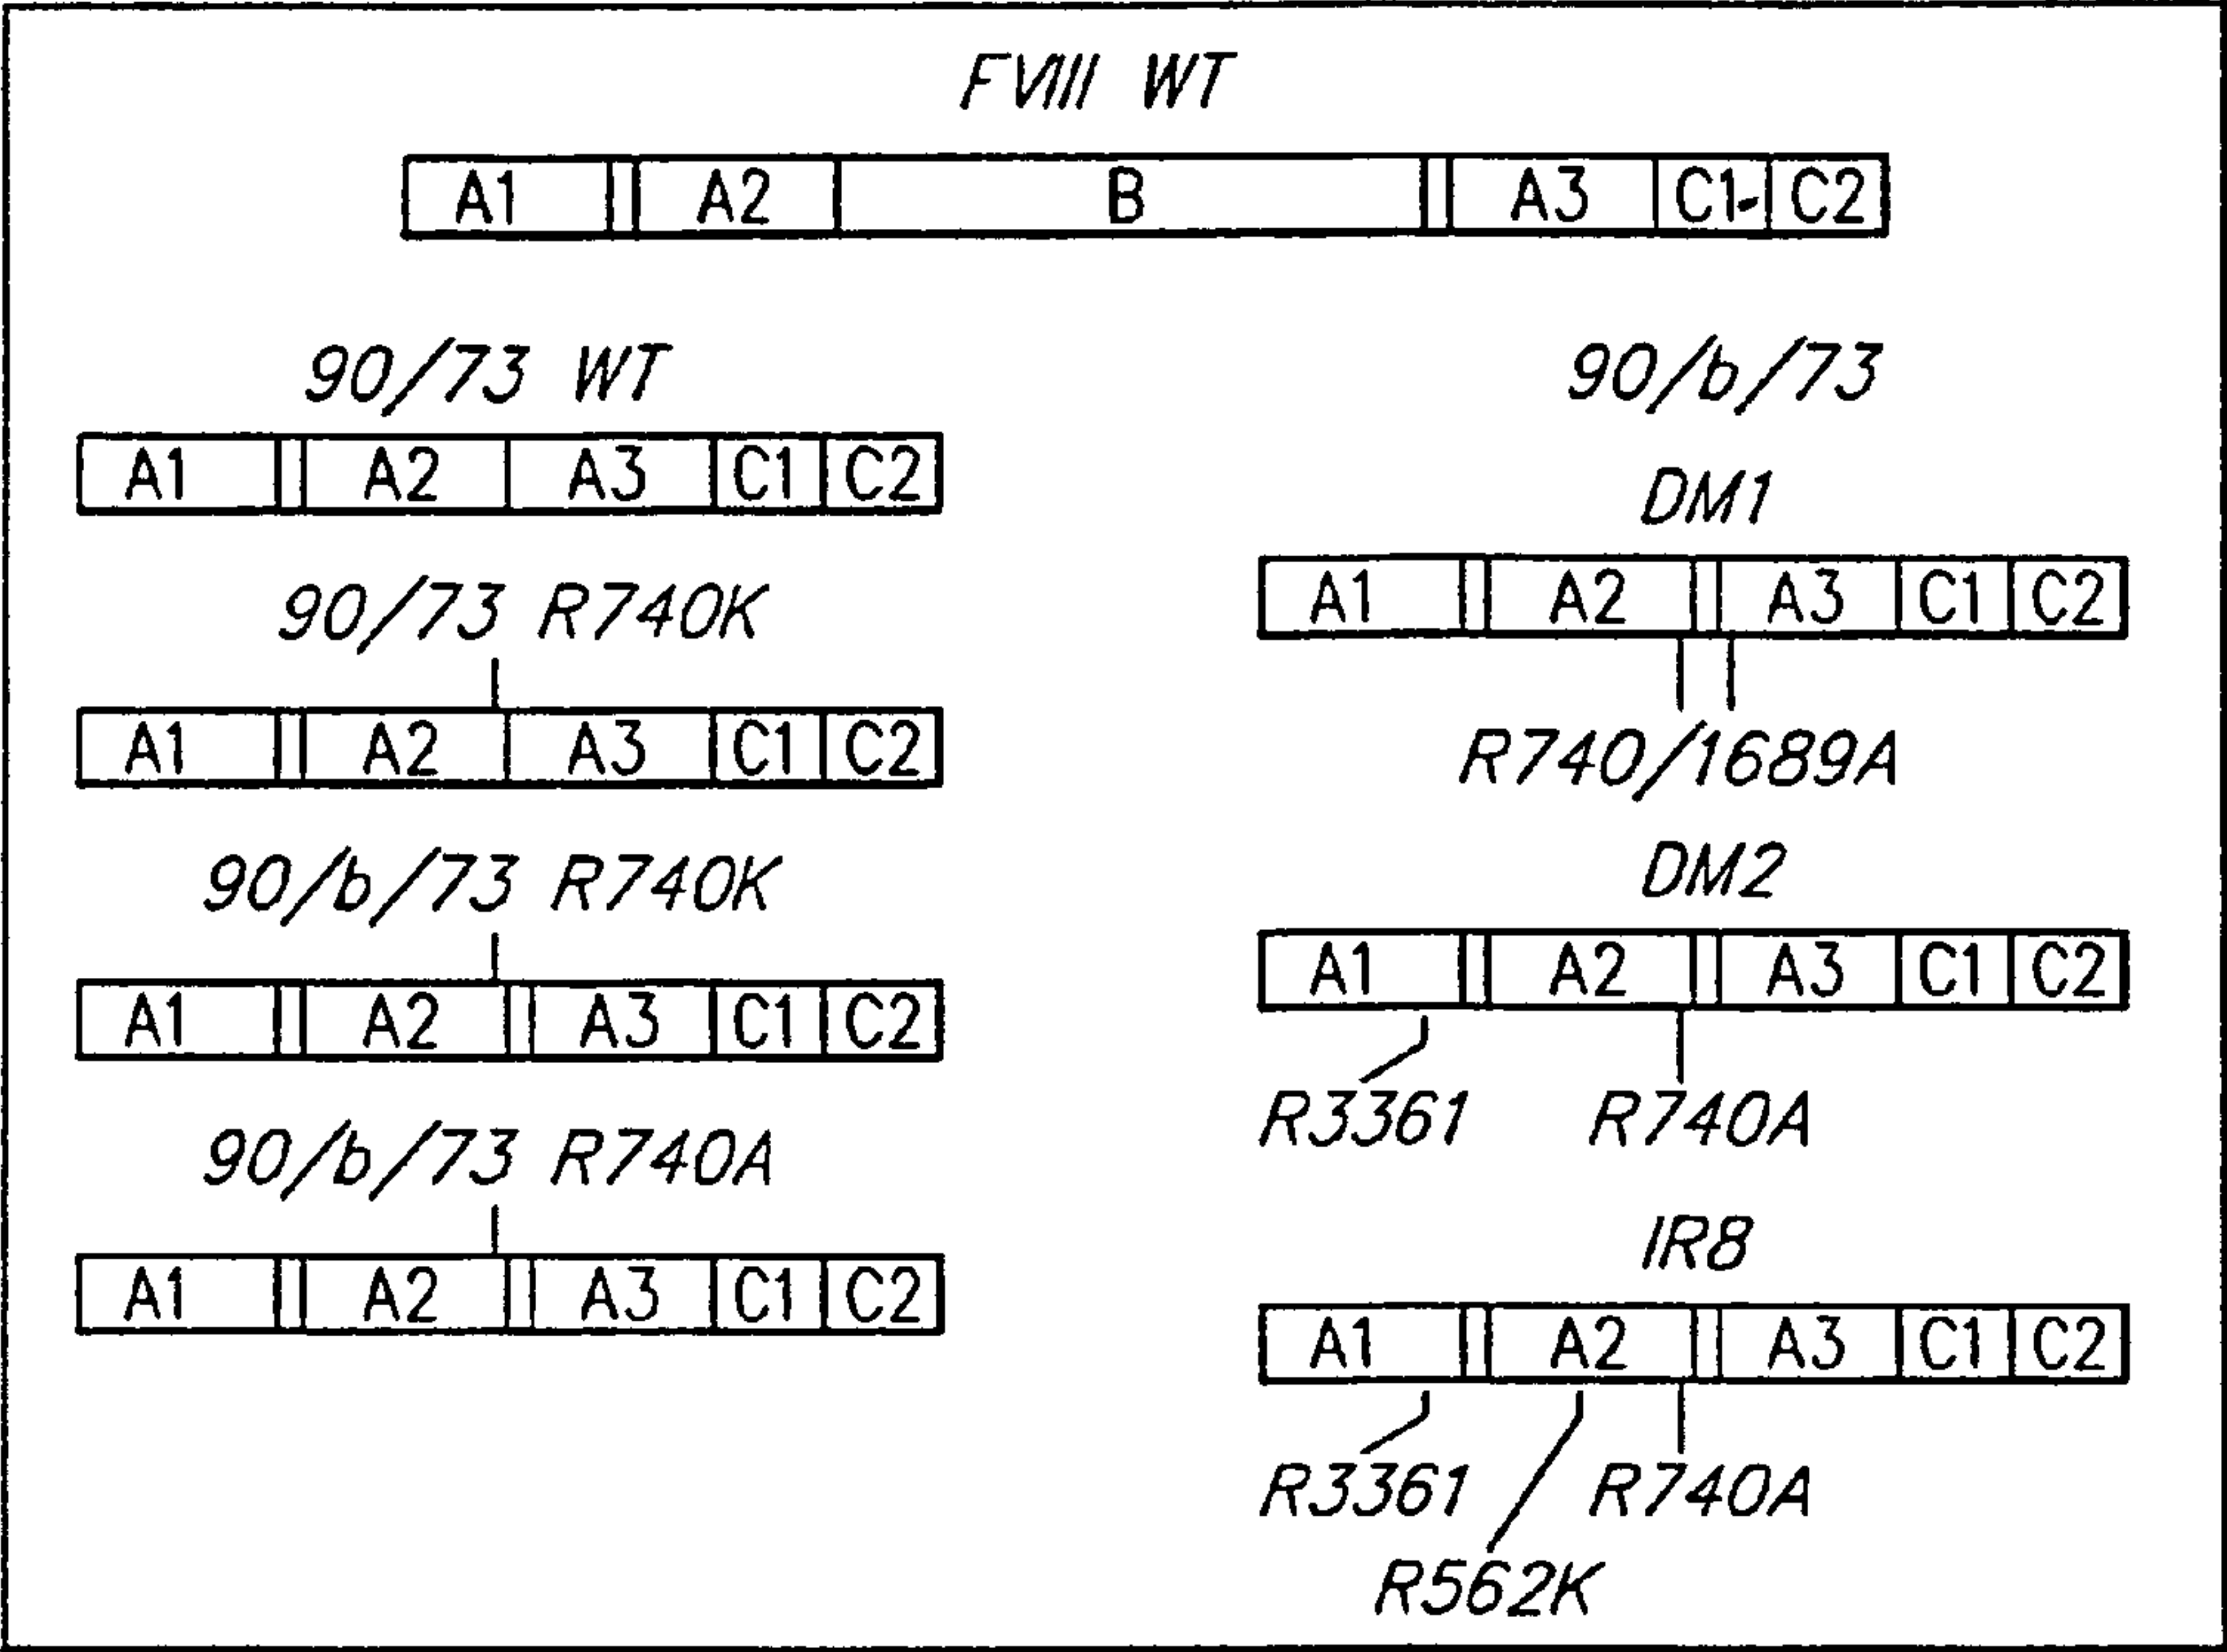 FVIII WT
A1 A2 B A3 C1 C2
90/73 WT
A1 A2 A3 C1 C2
90/73 R740K
A1 A2 A3 C1 C2
90/b/73 R740K
A1 A2 A3 C1 C2
90/b/73 R740A
A1 A2 A3 C1 C2
90/b/73
DM1
A1 A2 A3 C1 C2
R740/1689A
DM2
A1 A2 A3 C1 C2
R336I R740A
IR8
A1 A2 A3 C1 C2
R336I R740A
R562K